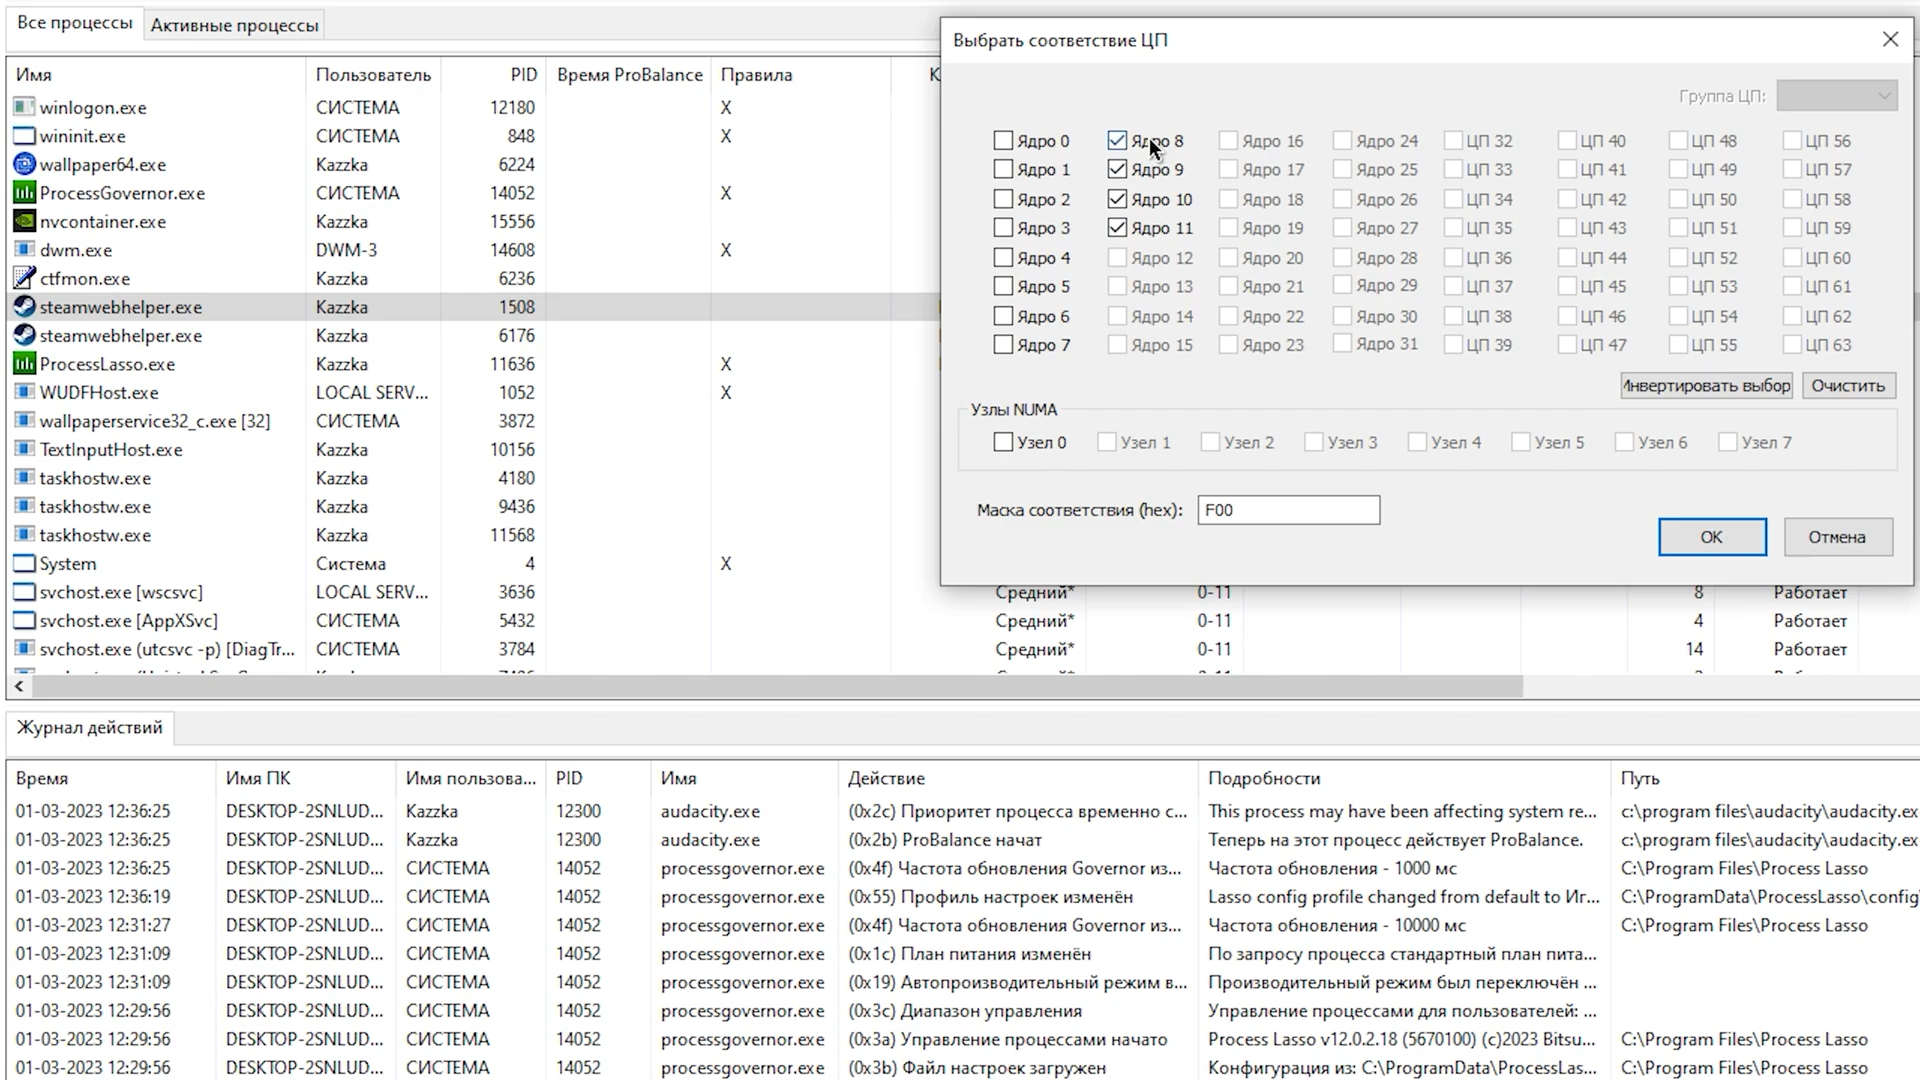 Все процессы Активные процессы
Имя Пользователь PID Время ProBalance Правила К
winlogon.exe СИСТЕМА 12180 X
wininit.exe СИСТЕМА 848 X
wallpaper64.exe Kazzka 6224
ProcessGovernor.exe СИСТЕМА 14052 X
nvcontainer.exe Kazzka 15556
dwm.exe DWM-3 14608 X
ctfmon.exe Kazzka 6236
steamwebhelper.exe Kazzka 1508
steamwebhelper.exe Kazzka 6176
ProcessLasso.exe Kazzka 11636 X
WUDFHost.exe LOCAL SERV... 1052 X
wallpaperservice32_c.exe [32] СИСТЕМА 3872
TextInputHost.exe Kazzka 10156
taskhostw.exe Kazzka 4180
taskhostw.exe Kazzka 9436
taskhostw.exe Kazzka 11568
System Система 4 X
svchost.exe [wscsvc] LOCAL SERV... 3636 Средний* 0-11 8 Работает
svchost.exe [AppXSvc] СИСТЕМА 5432 Средний* 0-11 4 Работает
svchost.exe (utcsvc -p) [DiagTr... СИСТЕМА 3784 Средний* 0-11 14 Работает
Выбрать соответствие ЦП
Группа ЦП:
Ядро 0 Ядро 8 Ядро 16 Ядро 24 ЦП 32 ЦП 40 ЦП 48 ЦП 56
Ядро 1 Ядро 9 Ядро 17 Ядро 25 ЦП 33 ЦП 41 ЦП 49 ЦП 57
Ядро 2 Ядро 10 Ядро 18 Ядро 26 ЦП 34 ЦП 42 ЦП 50 ЦП 58
Ядро 3 Ядро 11 Ядро 19 Ядро 27 ЦП 35 ЦП 43 ЦП 51 ЦП 59
Ядро 4 Ядро 12 Ядро 20 Ядро 28 ЦП 36 ЦП 44 ЦП 52 ЦП 60
Ядро 5 Ядро 13 Ядро 21 Ядро 29 ЦП 37 ЦП 45 ЦП 53 ЦП 61
Ядро 6 Ядро 14 Ядро 22 Ядро 30 ЦП 38 ЦП 46 ЦП 54 ЦП 62
Ядро 7 Ядро 15 Ядро 23 Ядро 31 ЦП 39 ЦП 47 ЦП 55 ЦП 63
Инвертировать выбор Очистить
Узлы NUMA
Узел 0 Узел 1 Узел 2 Узел 3 Узел 4 Узел 5 Узел 6 Узел 7
Маска соответствия (hex): F00
OK Отмена
Журнал действий
Время Имя ПК Имя пользова... PID Имя Действие Подробности Путь
01-03-2023 12:36:25 DESKTOP-2SNLUD... Kazzka 12300 audacity.exe (0x2c) Приоритет процесса временно с... This process may have been affecting system re... c:\program files\audacity\audacity.ex
01-03-2023 12:36:25 DESKTOP-2SNLUD... Kazzka 12300 audacity.exe (0x2b) ProBalance начат Теперь на этот процесс действует ProBalance. c:\program files\audacity\audacity.ex
01-03-2023 12:36:25 DESKTOP-2SNLUD... СИСТЕМА 14052 processgovernor.exe (0x4f) Частота обновления Governor из... Частота обновления - 1000 мс C:\Program Files\Process Lasso
01-03-2023 12:36:19 DESKTOP-2SNLUD... СИСТЕМА 14052 processgovernor.exe (0x55) Профиль настроек изменён Lasso config profile changed from default to Иг... C:\ProgramData\ProcessLasso\config
01-03-2023 12:31:27 DESKTOP-2SNLUD... СИСТЕМА 14052 processgovernor.exe (0x4f) Частота обновления Governor из... Частота обновления - 10000 мс C:\Program Files\Process Lasso
01-03-2023 12:31:09 DESKTOP-2SNLUD... СИСТЕМА 14052 processgovernor.exe (0x1c) План питания изменён По запросу процесса стандартный план пита...
01-03-2023 12:31:09 DESKTOP-2SNLUD... СИСТЕМА 14052 processgovernor.exe (0x19) Автопроизводительный режим в... Производительный режим был переключён ...
01-03-2023 12:29:56 DESKTOP-2SNLUD... СИСТЕМА 14052 processgovernor.exe (0x3c) Диапазон управления Управление процессами для пользователей: ...
01-03-2023 12:29:56 DESKTOP-2SNLUD... СИСТЕМА 14052 processgovernor.exe (0x3a) Управление процессами начато Process Lasso v12.0.2.18 (5670100) (c)2023 Bitsu... C:\Program Files\Process Lasso
01-03-2023 12:29:56 DESKTOP-2SNLUD... СИСТЕМА 14052 processgovernor.exe (0x3b) Файл настроек загружен Конфигурация из: C:\ProgramData\ProcessLas... C:\Program Files\Process Lasso